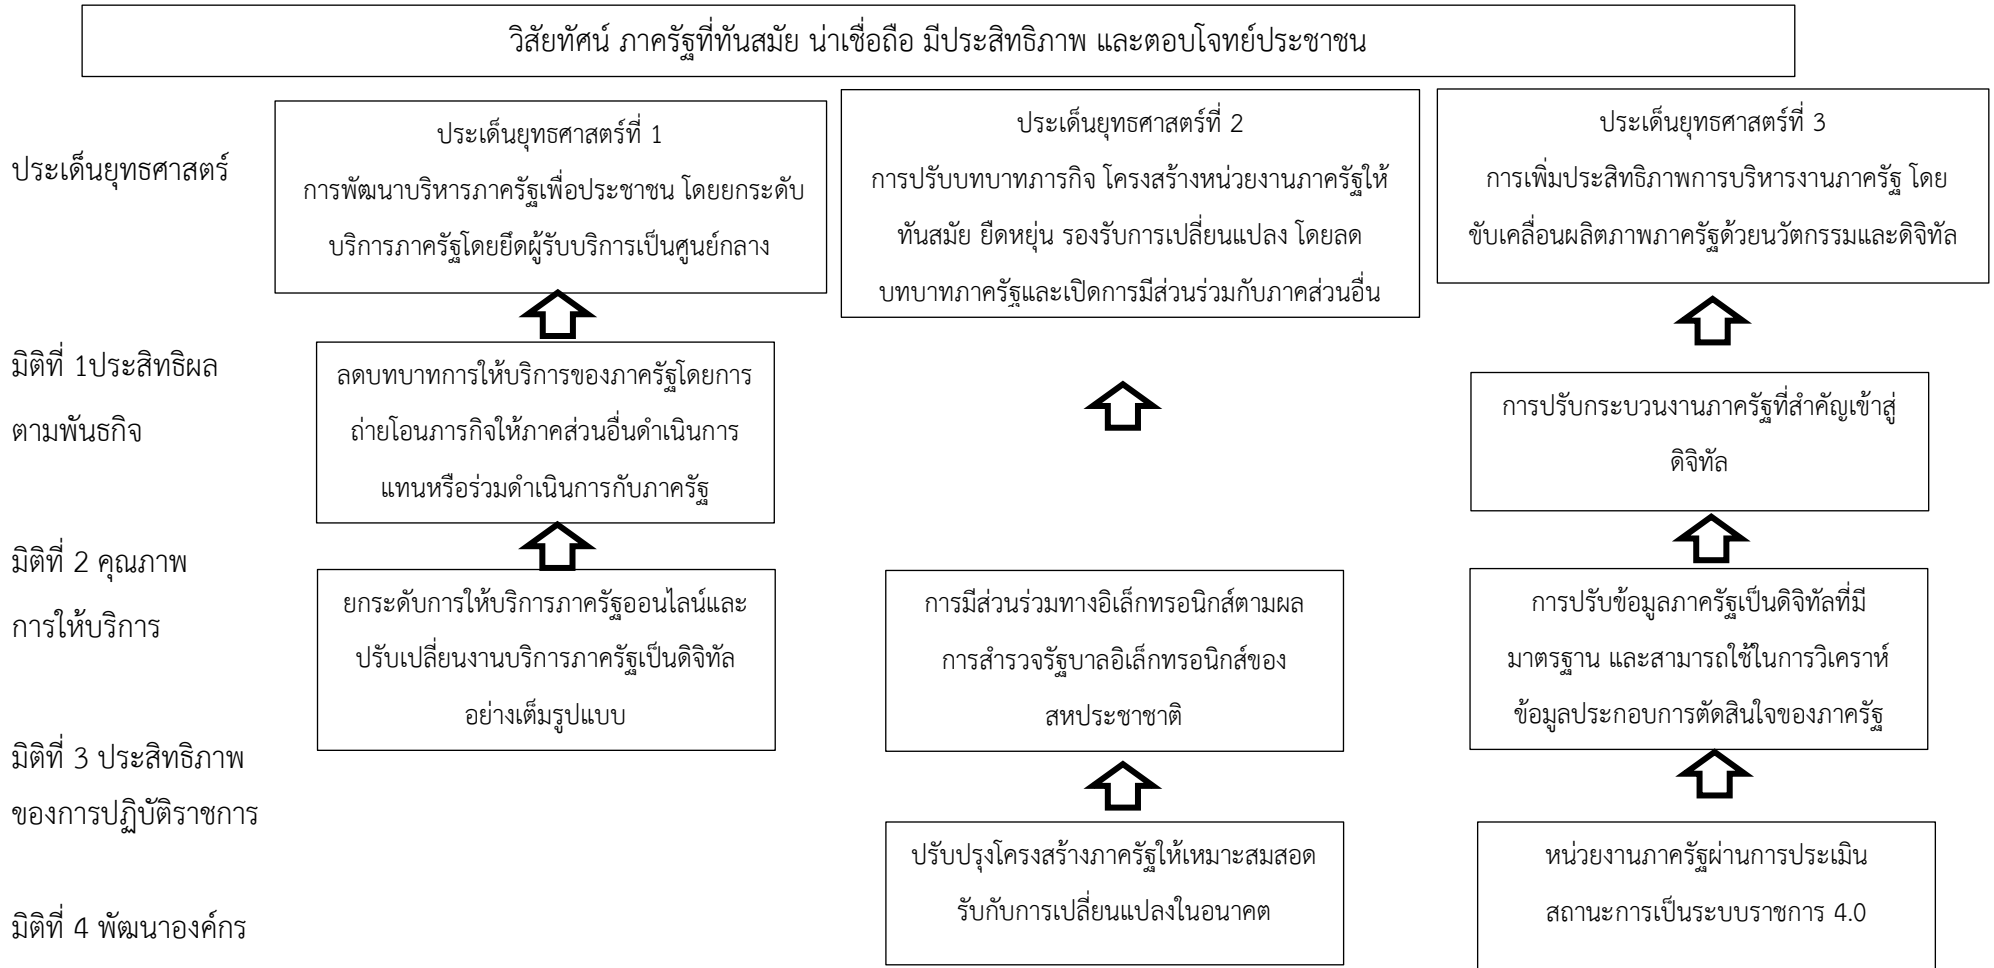 วิสัยทัศน์ ภาครัฐที่ทันสมัย น่าเชื่อถือ มีประสิทธิภาพ และตอบโจทย์ประชาชน
ประเด็นยุทธศาสตร์
ประเด็นยุทธศาสตร์ที่ 1
การพัฒนาบริหารภาครัฐเพื่อประชาชน โดยยกระดับ
บริการภาครัฐโดยยึดผู้รับบริการเป็นศูนย์กลาง
ประเด็นยุทธศาสตร์ที่ 2
การปรับบทบาทภารกิจ โครงสร้างหน่วยงานภาครัฐให้
ทันสมัย ยืดหยุ่น รองรับการเปลี่ยนแปลง โดยลด
บทบาทภาครัฐและเปิดการมีส่วนร่วมกับภาคส่วนอื่น
ประเด็นยุทธศาสตร์ที่ 3
การเพิ่มประสิทธิภาพการบริหารงานภาครัฐ โดย
ขับเคลื่อนผลิตภาพภาครัฐด้วยนวัตกรรมและดิจิทัล
มิติที่ 1ประสิทธิผล
ตามพันธกิจ
ลดบทบาทการให้บริการของภาครัฐโดยการ
ถ่ายโอนภารกิจให้ภาคส่วนอื่นดำเนินการ
แทนหรือร่วมดำเนินการกับภาครัฐ
การปรับกระบวนงานภาครัฐที่สำคัญเข้าสู่
ดิจิทัล
มิติที่ 2 คุณภาพ
การให้บริการ
ยกระดับการให้บริการภาครัฐออนไลน์และ
ปรับเปลี่ยนงานบริการภาครัฐเป็นดิจิทัล
อย่างเต็มรูปแบบ
การมีส่วนร่วมทางอิเล็กทรอนิกส์ตามผล
การสำรวจรัฐบาลอิเล็กทรอนิกส์ของ
สหประชาชาติ
การปรับข้อมูลภาครัฐเป็นดิจิทัลที่มี
มาตรฐาน และสามารถใช้ในการวิเคราห์
ข้อมูลประกอบการตัดสินใจของภาครัฐ
มิติที่ 3 ประสิทธิภาพ
ของการปฏิบัติราชการ
มิติที่ 4 พัฒนาองค์กร
ปรับปรุงโครงสร้างภาครัฐให้เหมาะสมสอด
รับกับการเปลี่ยนแปลงในอนาคต
หน่วยงานภาครัฐผ่านการประเมิน
สถานะการเป็นระบบราชการ 4.0